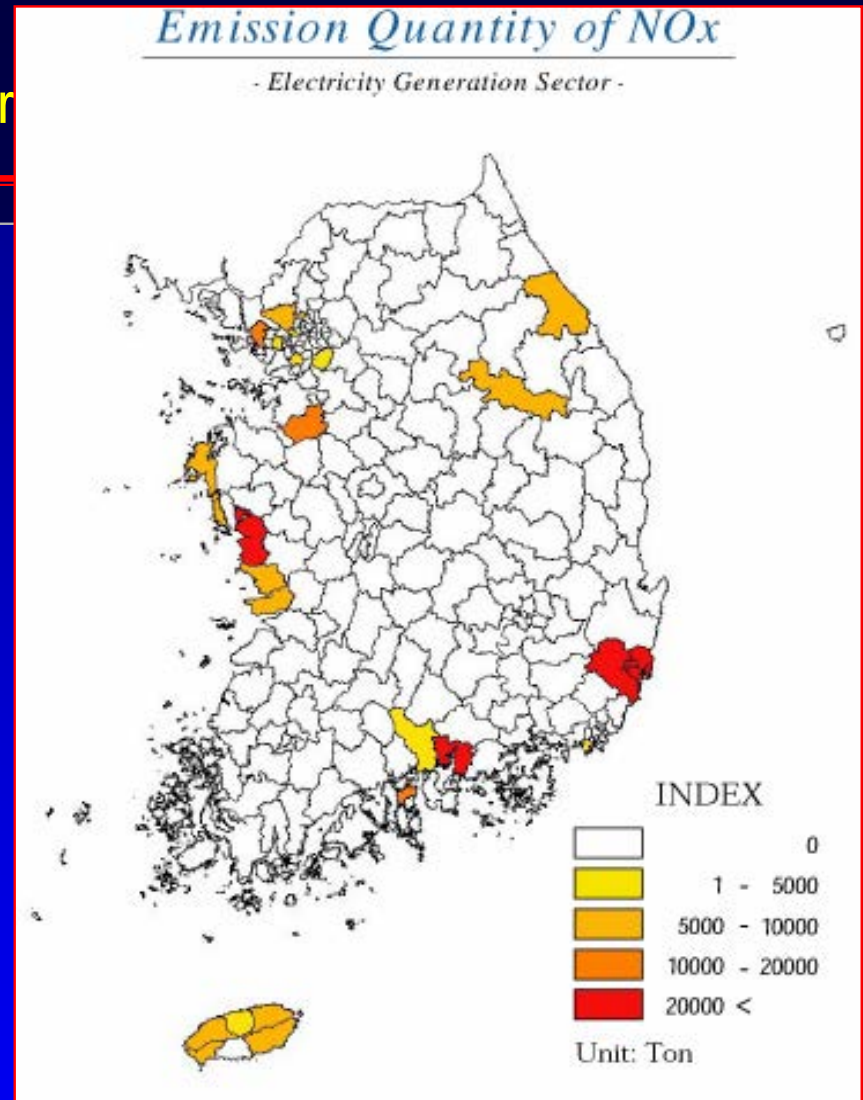 Emission Quantity of NOx
- Electricity Generation Sector -
r
INDEX
0
1 - 5000
5000 - 10000
10000 - 20000
20000 <
Unit: Ton